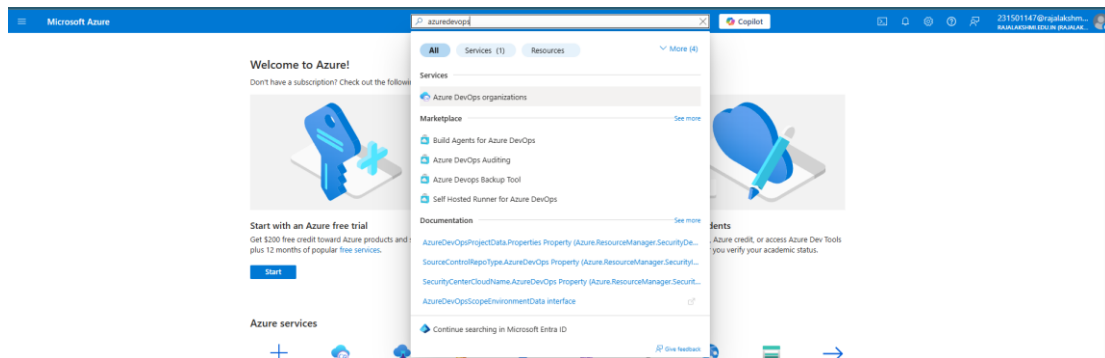 Microsoft Azure
azuredevops
Copilot
231501147@rajalakshm...
RAJALAKSHMI.EDU.IN (RAJALAK...
All
Services (1)
Resources
More (4)
Welcome to Azure!
Don't have a subscription? Check out the followi
Services
Azure DevOps organizations
Marketplace
See more
Build Agents for Azure DevOps
Azure DevOps Auditing
Azure Devops Backup Tool
Self Hosted Runner for Azure DevOps
Documentation
See more
AzureDevOpsProjectData.Properties Property (Azure.ResourceManager.SecurityDe...
SourceControlRepoType.AzureDevOps Property (Azure.ResourceManager.SecurityI...
SecurityCenterCloudName.AzureDevOps Property (Azure.ResourceManager.Securit...
AzureDevOpsScopeEnvironmentData interface
Continue searching in Microsoft Entra ID
Give feedback
Start with an Azure free trial
Get $200 free credit toward Azure products and
plus 12 months of popular free services.
Start
dents
Azure credit, or access Azure Dev Tools
you verify your academic status.
Azure services